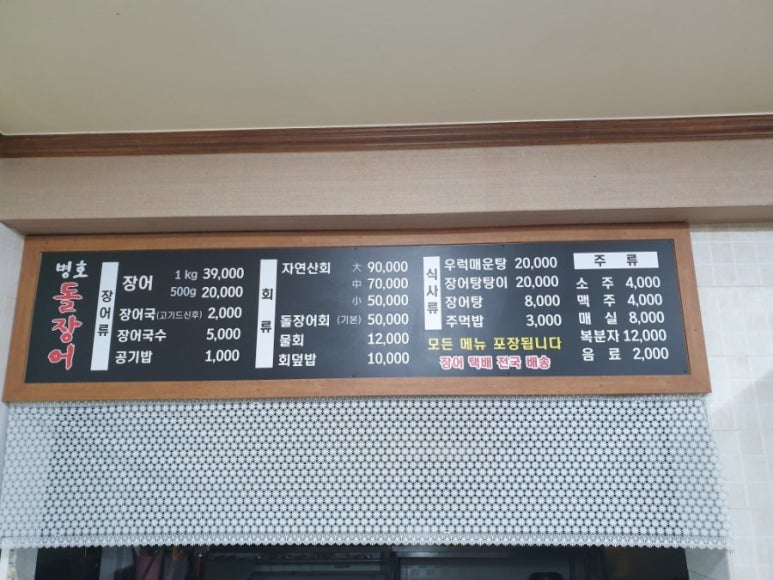 병호
돌장어
장어류
장어 1kg 39,000
500g 20,000
장어국(고기드신후) 2,000
장어국수 5,000
공기밥 1,000
회류
자연산회 大 90,000
中 70,000
小 50,000
돌장어회 (기본) 50,000
물회 12,000
회덮밥 10,000
식사류
우럭매운탕 20,000
장어탕탕이 20,000
장어탕 8,000
주먹밥 3,000
모든 메뉴 포장됩니다
장어 택배 전국 배송
주 류
소 주 4,000
맥 주 4,000
매 실 8,000
복분자 12,000
음 료 2,000